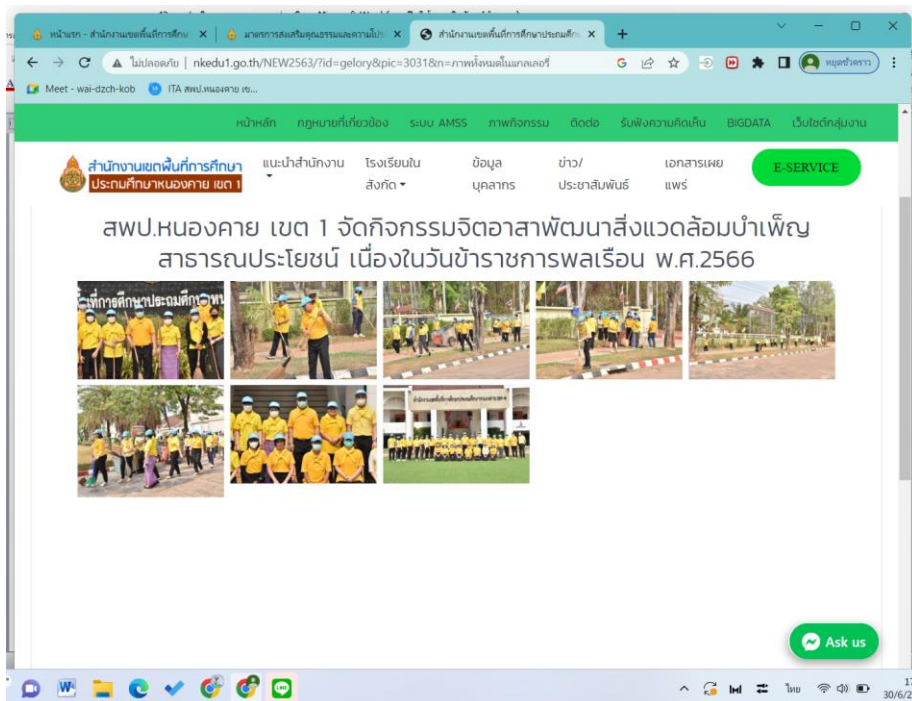 หน้าแรก - สำนักงานเขตพื้นที่การศึกษ
มาตรการส่งเสริมคุณธรรมและความโปร
สำนักงานเขตพื้นที่การศึกษาประถมศึก
ไม่ปลอดภัย | nkedu1.go.th/NEW2563/?id=gelory&pic=3031&n=ภาพทั้งหมดในแกลเลอรี่
หยุดชั่วคราว
Meet - wai-dzch-kob
ITA สพป.หนองคาย เข...
หน้าหลัก กฎหมายที่เกี่ยวข้อง ระบบ AMSS ภาพกิจกรรม ติดต่อ รับฟังความคิดเห็น BIGDATA เว็บไซต์กลุ่มงาน
สำนักงานเขตพื้นที่การศึกษา
ประถมศึกษาหนองคาย เขต 1
แนะนำสำนักงาน
โรงเรียนใน
สังกัด
ข้อมูล
บุคลากร
ข่าว/
ประชาสัมพันธ์
เอกสารเผย
แพร่
E-SERVICE
สพป.หนองคาย เขต 1 จัดกิจกรรมจิตอาสาพัฒนาสิ่งแวดล้อมบำเพ็ญ
สาธารณประโยชน์ เนื่องในวันข้าราชการพลเรือน พ.ศ.2566
Ask us
ไทย
17
30/6/2